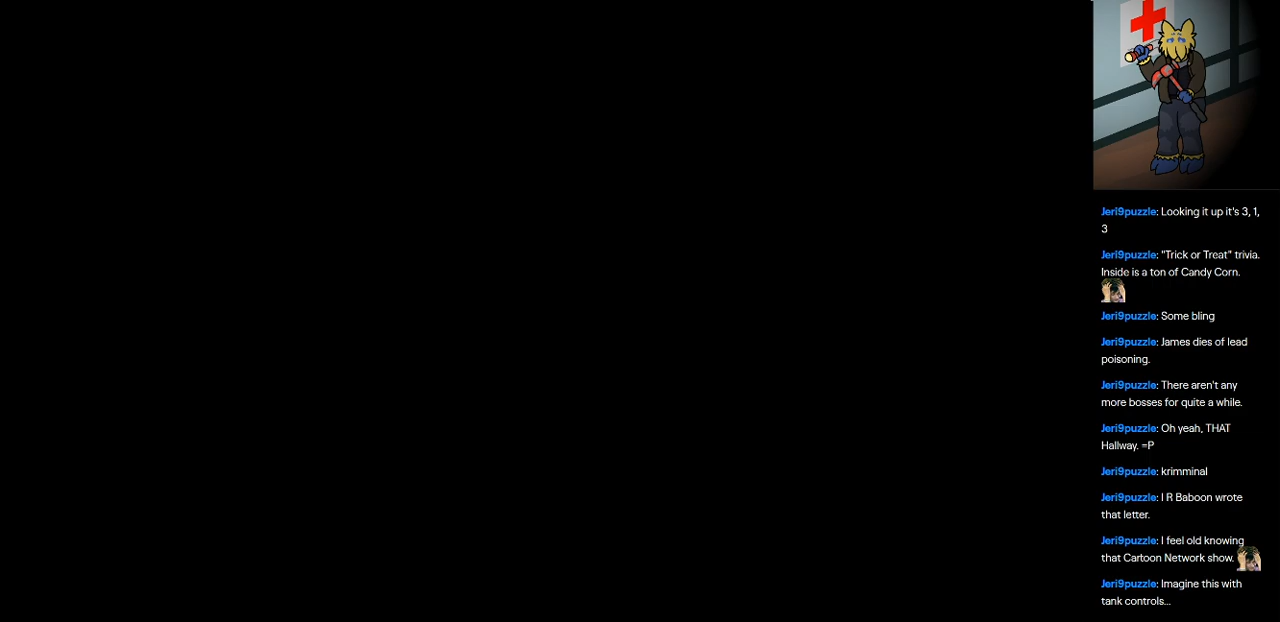 Jeri9puzzle: Looking it up it's 3, 1,
3
Jeri9puzzle: "Trick or Treat" trivia.
Inside is a ton of Candy Corn.
Jeri9puzzle: Some bling
Jeri9puzzle: James dies of lead
poisoning.
Jeri9puzzle: There aren't any
more bosses for quite a while.
Jeri9puzzle: Oh yeah, THAT
Hallway. =P
Jeri9puzzle: krimminal
Jeri9puzzle: I R Baboon wrote
that letter.
Jeri9puzzle: I feel old knowing
that Cartoon Network show.
Jeri9puzzle: Imagine this with
tank controls...